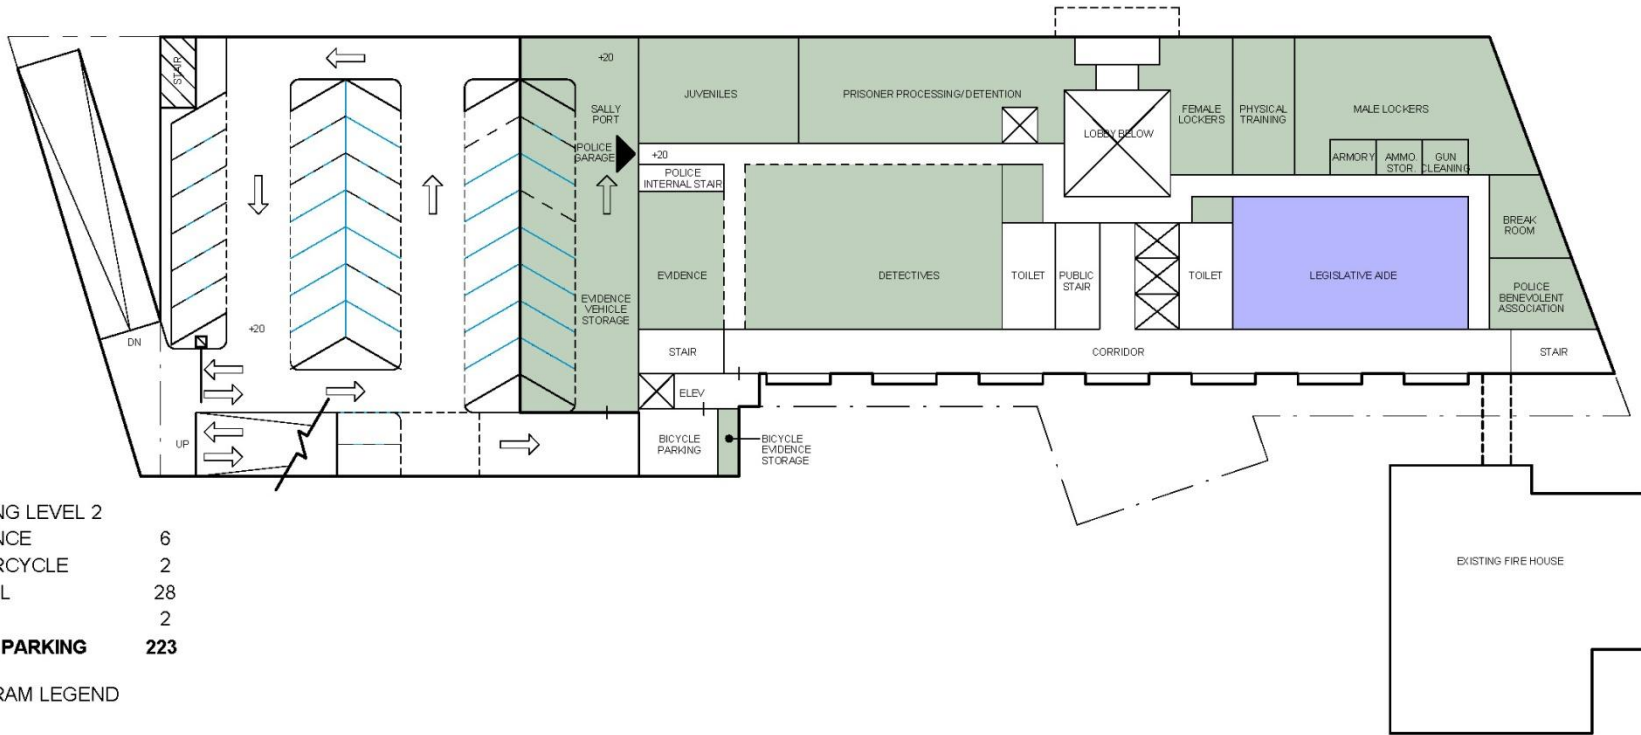 STAIR
+20
SALLY
PORT
POLICE
GARAGE
JUVENILES
PRISONER PROCESSING/DETENTION
LOBBY BELOW
FEMALE
LOCKERS
PHYSICAL
TRAINING
MALE LOCKERS
ARMORY
AMMO.
STOR.
GUN
CLEANING
+20
POLICE
INTERNAL STAIR
EVIDENCE
DETECTIVES
TOILET
PUBLIC
STAIR
TOILET
LEGISLATIVE AIDE
BREAK
ROOM
POLICE
BENEVOLENT
ASSOCIATION
EVIDENCE
VEHICLE
STORAGE
+20
DN
STAIR
CORRIDOR
STAIR
ELEV
UP
BICYCLE
PARKING
BICYCLE
EVIDENCE
STORAGE
EXISTING FIRE HOUSE
NG LEVEL 2
NCE 6
RCYCLE 2
L 28
2
PARKING 223
RAM LEGEND